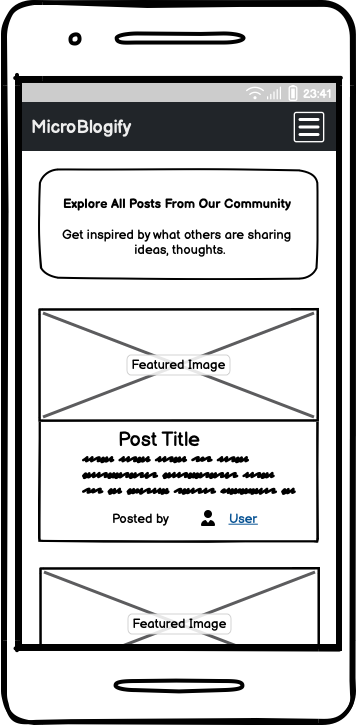 23:41
MicroBlogify
Explore All Posts From Our Community
Get inspired by what others are sharing
ideas, thoughts.
Featured Image
Post Title
Posted by User
Featured Image